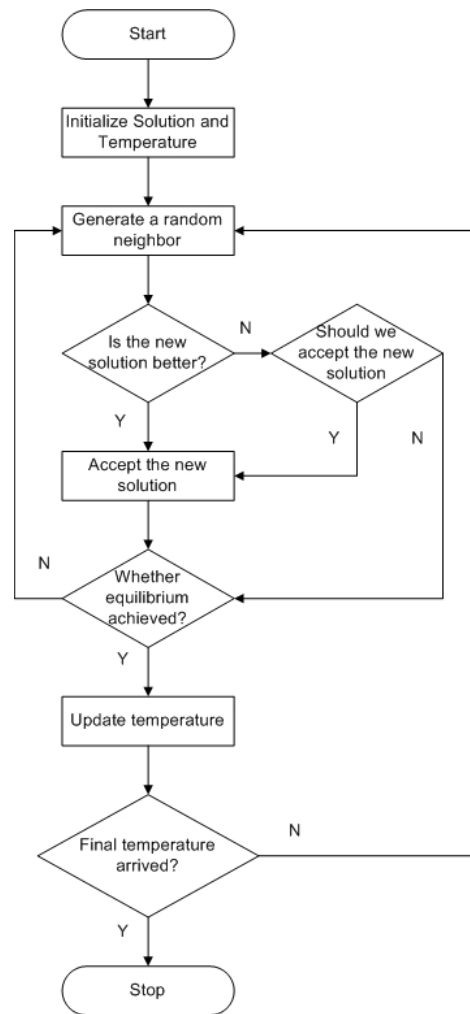 Start
Initialize Solution and
Temperature
Generate a random
neighbor
Is the new
solution better?
N
Should we
accept the new
solution
Y
Y
N
Accept the new
solution
N
Whether
equilibrium
achieved?
Y
Update temperature
Final temperature
arrived?
N
Y
Stop